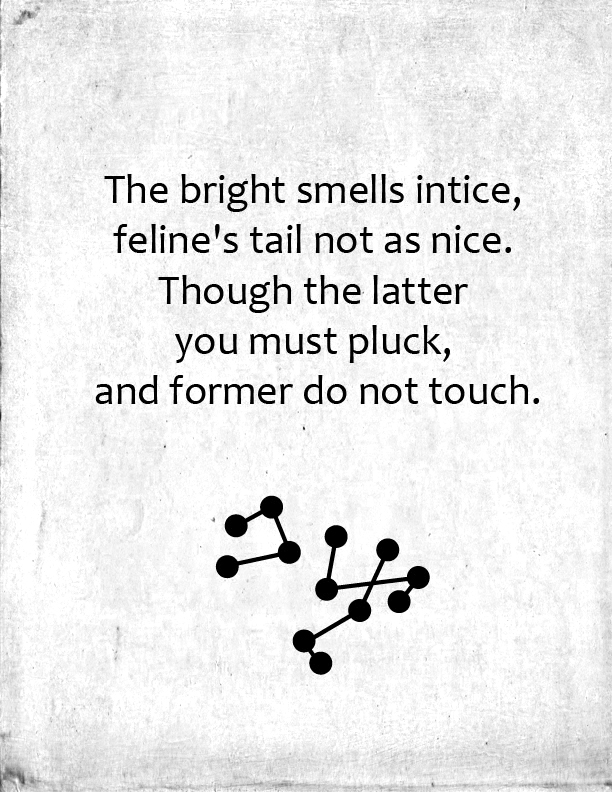 The bright smells intice,
feline's tail not as nice.
Though the latter
you must pluck,
and former do not touch.